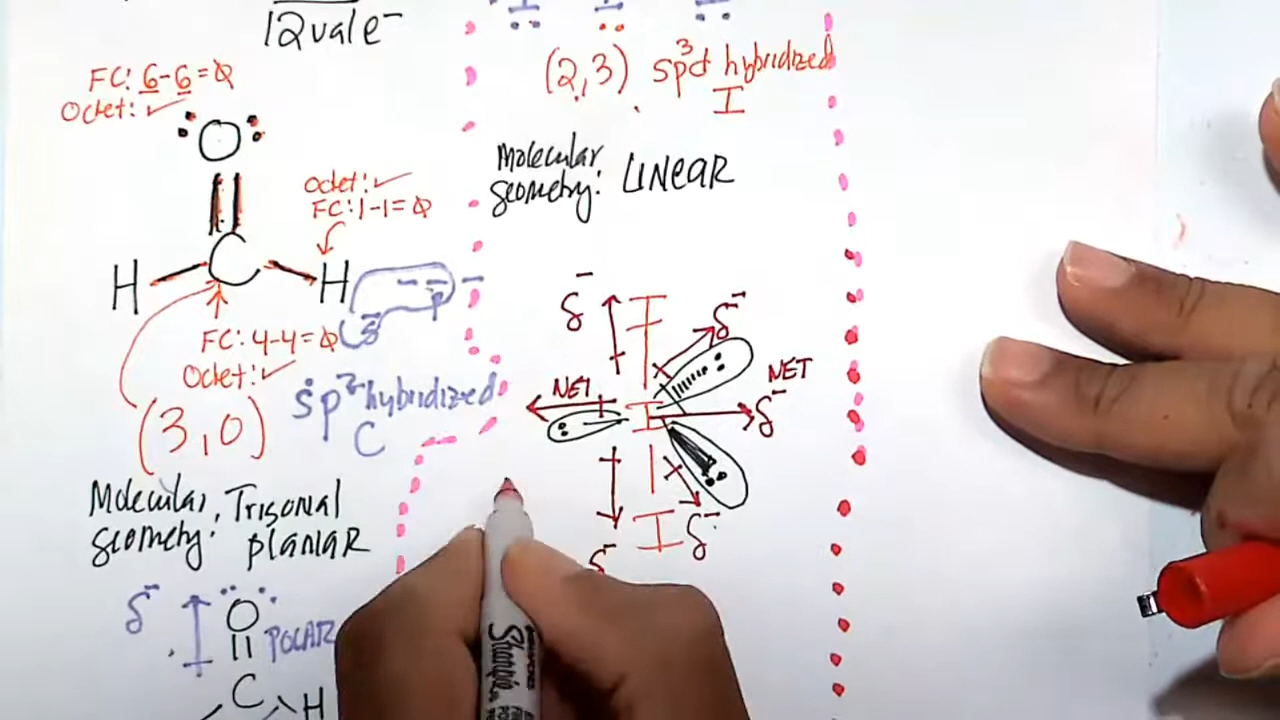 12 vale⁻
FC: 6-6=0
Octet: ✓
O
Octet: ✓
FC: 1-1=0
H C H
FC: 4-4=0
Octet: ✓
(3,0) sp² hybridized
C
Molecular geometry: Trigonal planar
δ⁻ O
POLAR
C H
I I I
(2,3) sp³d hybridized
I
Molecular geometry: LINEAR
δ⁻ I δ⁻
NET I NET
δ⁻
I δ⁻
δ⁻
Sharpie